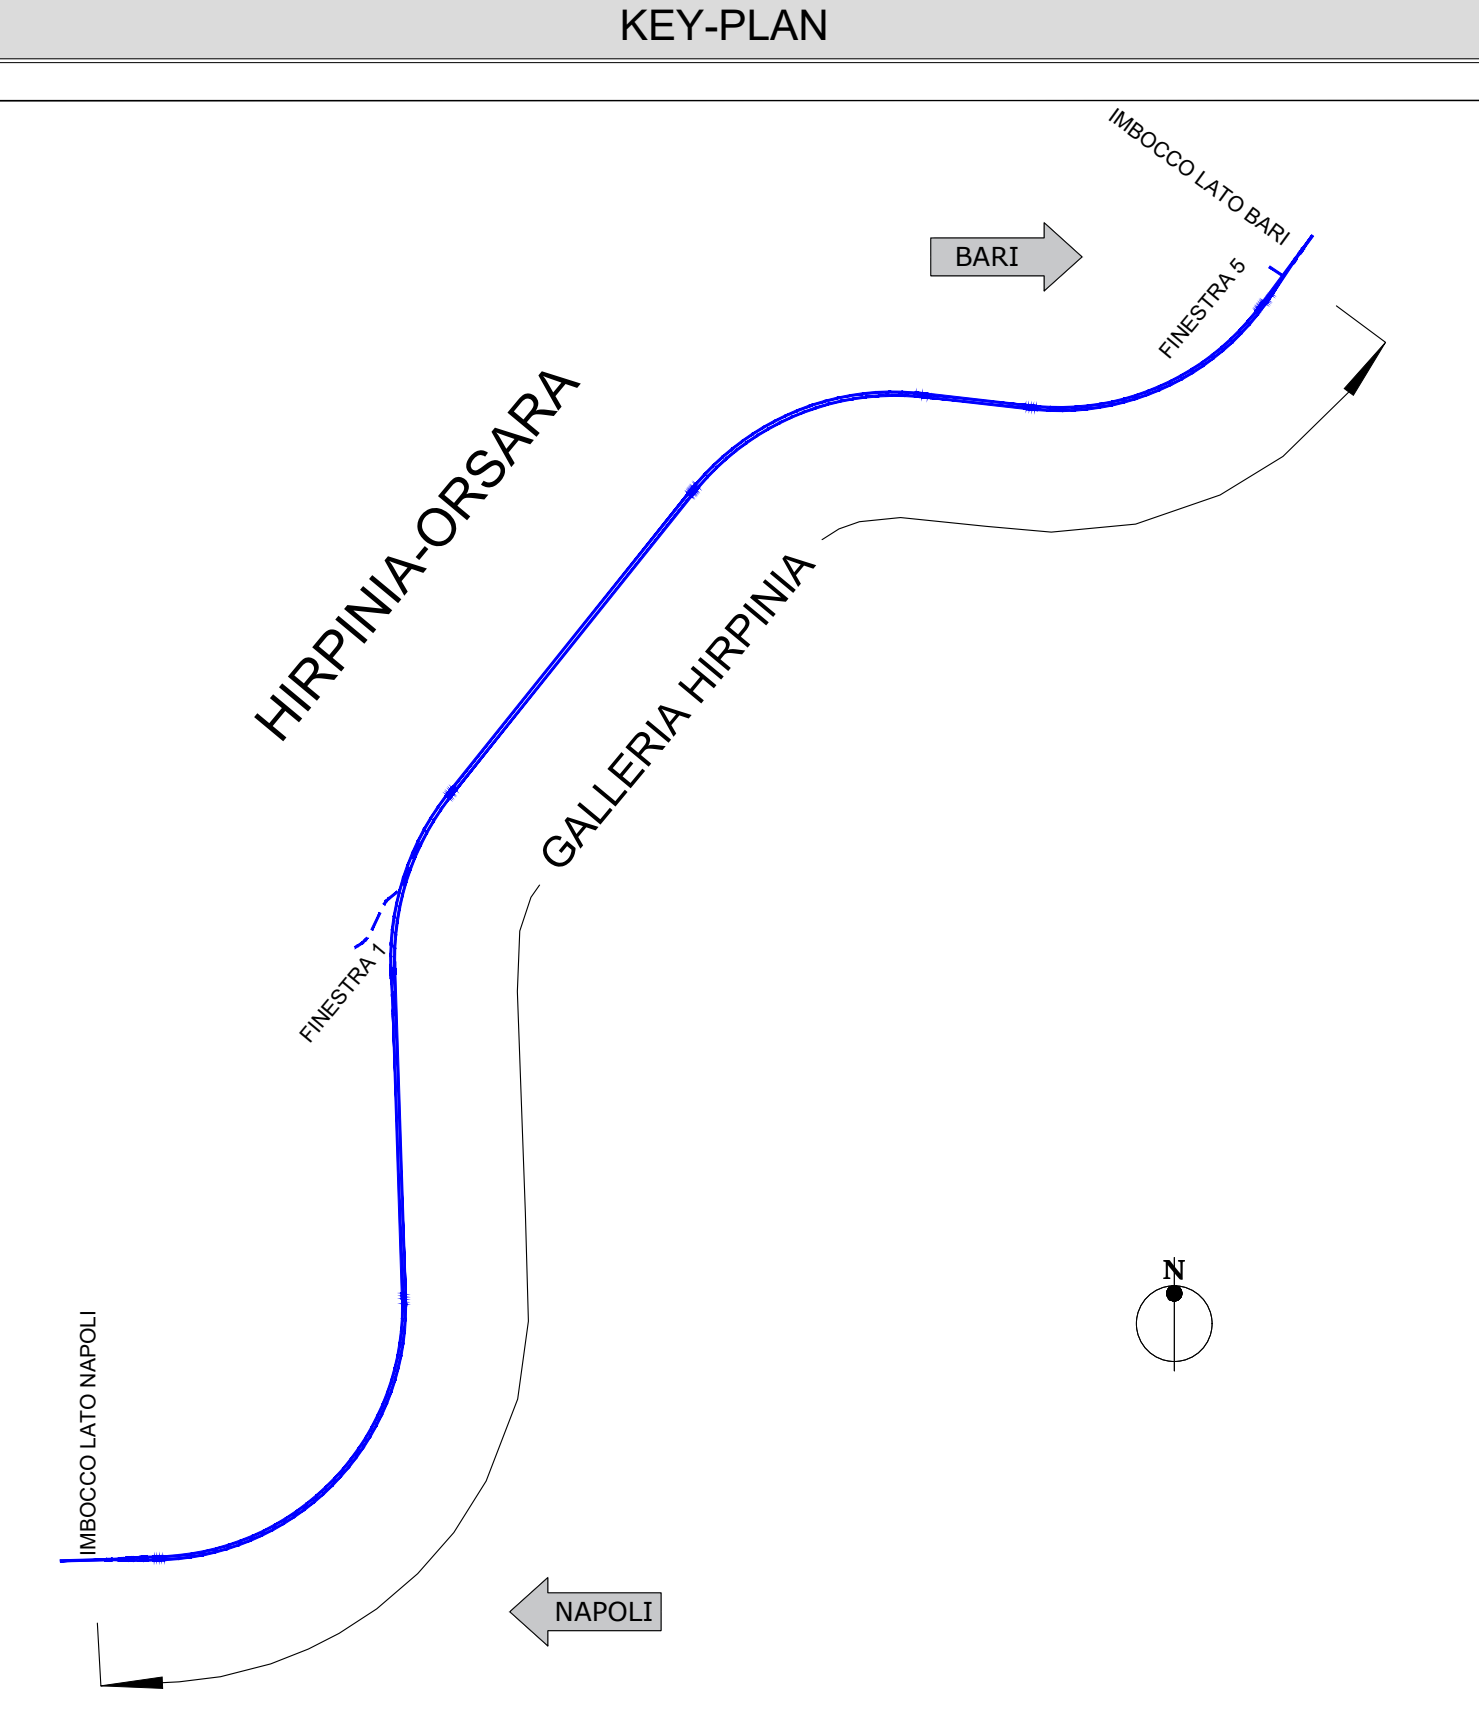 KEY-PLAN
IMBOCCO LATO BARI
BARI
FINESTRA 5
HIRPINIA-ORSARA
GALLERIA HIRPINIA
FINESTRA 1
N
IMBOCCO LATO NAPOLI
NAPOLI